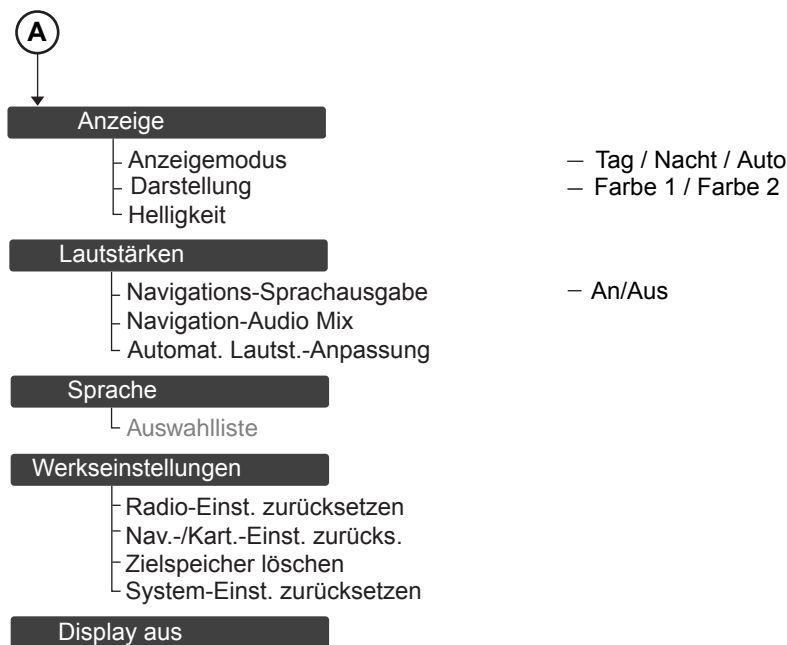 A
Anzeige
Anzeigemodus – Tag / Nacht / Auto
Darstellung – Farbe 1 / Farbe 2
Helligkeit
Lautstärken
Navigations-Sprachausgabe – An/Aus
Navigation-Audio Mix
Automat. Lautst.-Anpassung
Sprache
Auswahlliste
Werkseinstellungen
Radio-Einst. zurücksetzen
Nav.-/Kart.-Einst. zurücks.
Zielspeicher löschen
System-Einst. zurücksetzen
Display aus